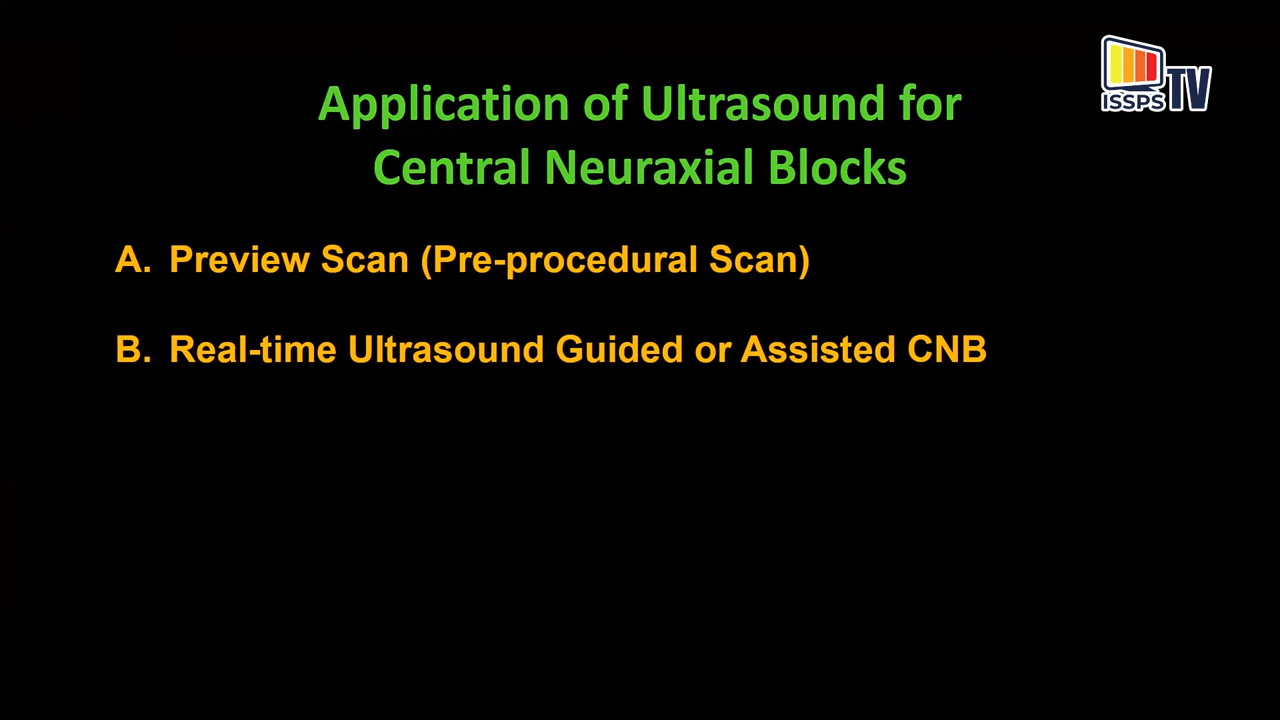 ISSPS TV
Application of Ultrasound for
Central Neuraxial Blocks
A. Preview Scan (Pre-procedural Scan)
B. Real-time Ultrasound Guided or Assisted CNB